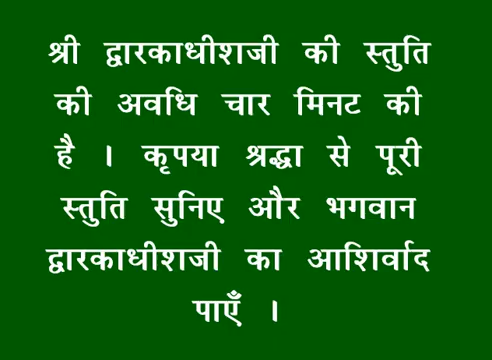 श्री द्वारकाधीशजी की स्तुति
की अवधि चार मिनट की
है । कृपया श्रद्धा से पूरी
स्तुति सुनिए और भगवान
द्वारकाधीशजी का आशिर्वाद
पाएँ ।